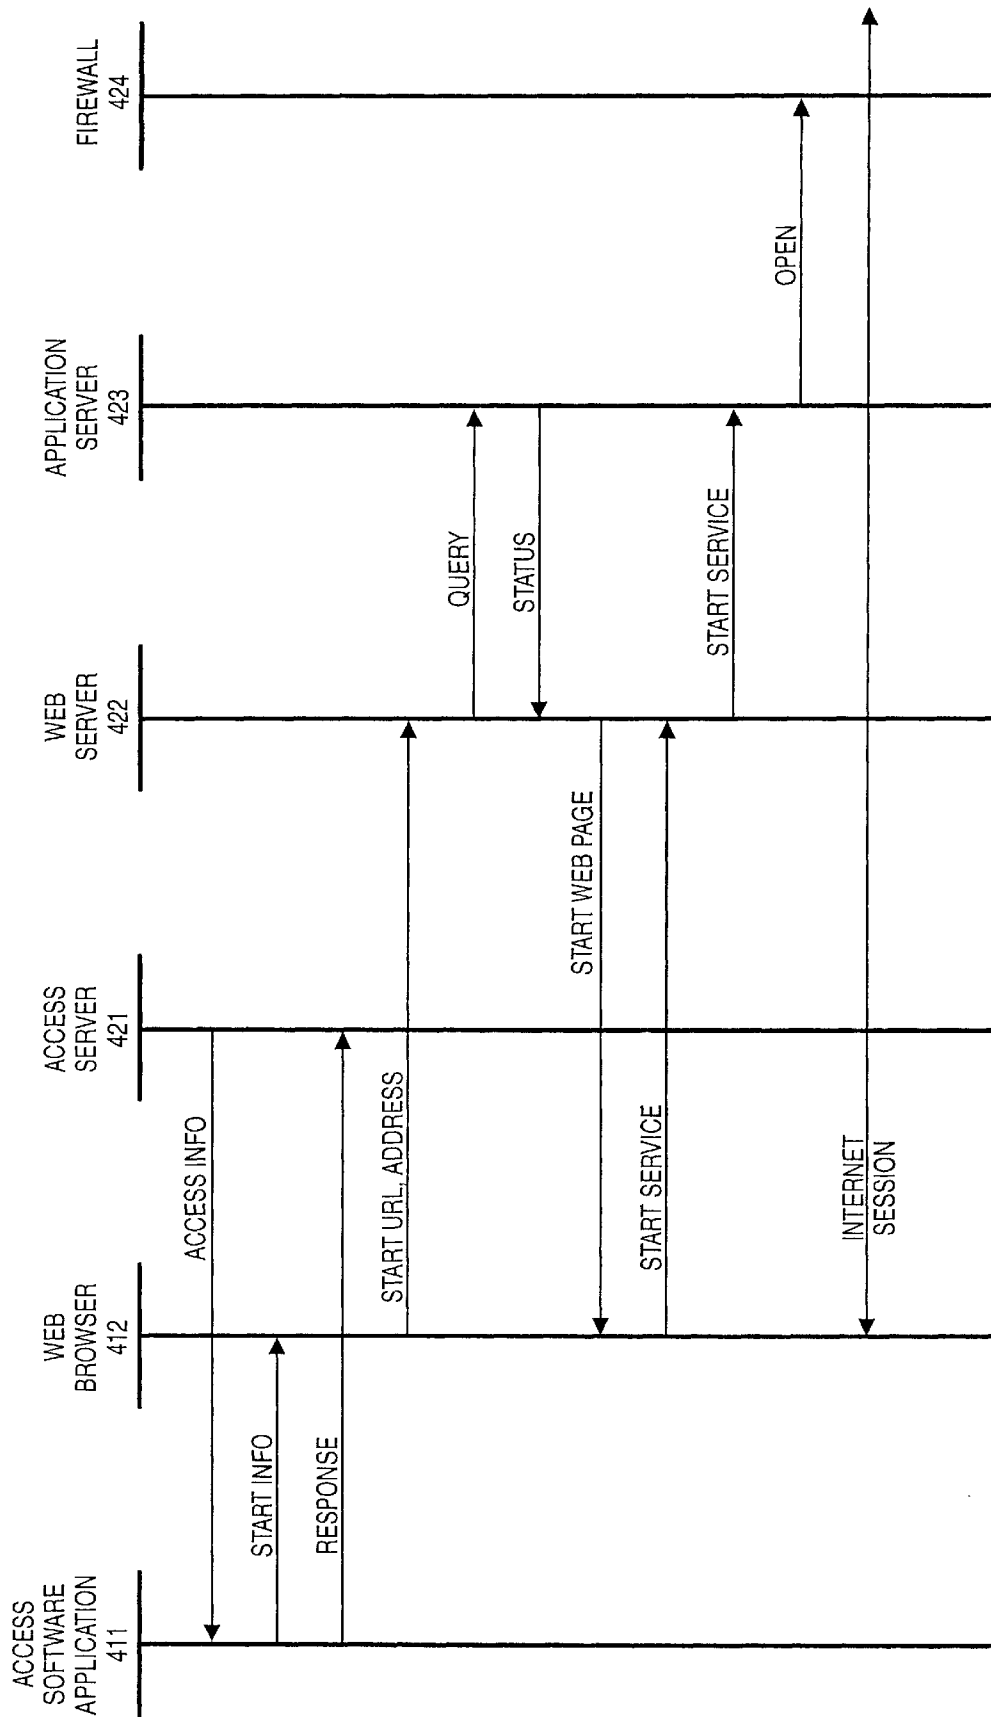 ACCESS
SOFTWARE
APPLICATION
411
WEB
BROWSER
412
ACCESS
SERVER
421
WEB
SERVER
422
APPLICATION
SERVER
423
FIREWALL
424
ACCESS INFO
START INFO
RESPONSE
START URL, ADDRESS
QUERY
STATUS
START WEB PAGE
START SERVICE
START SERVICE
OPEN
INTERNET
SESSION